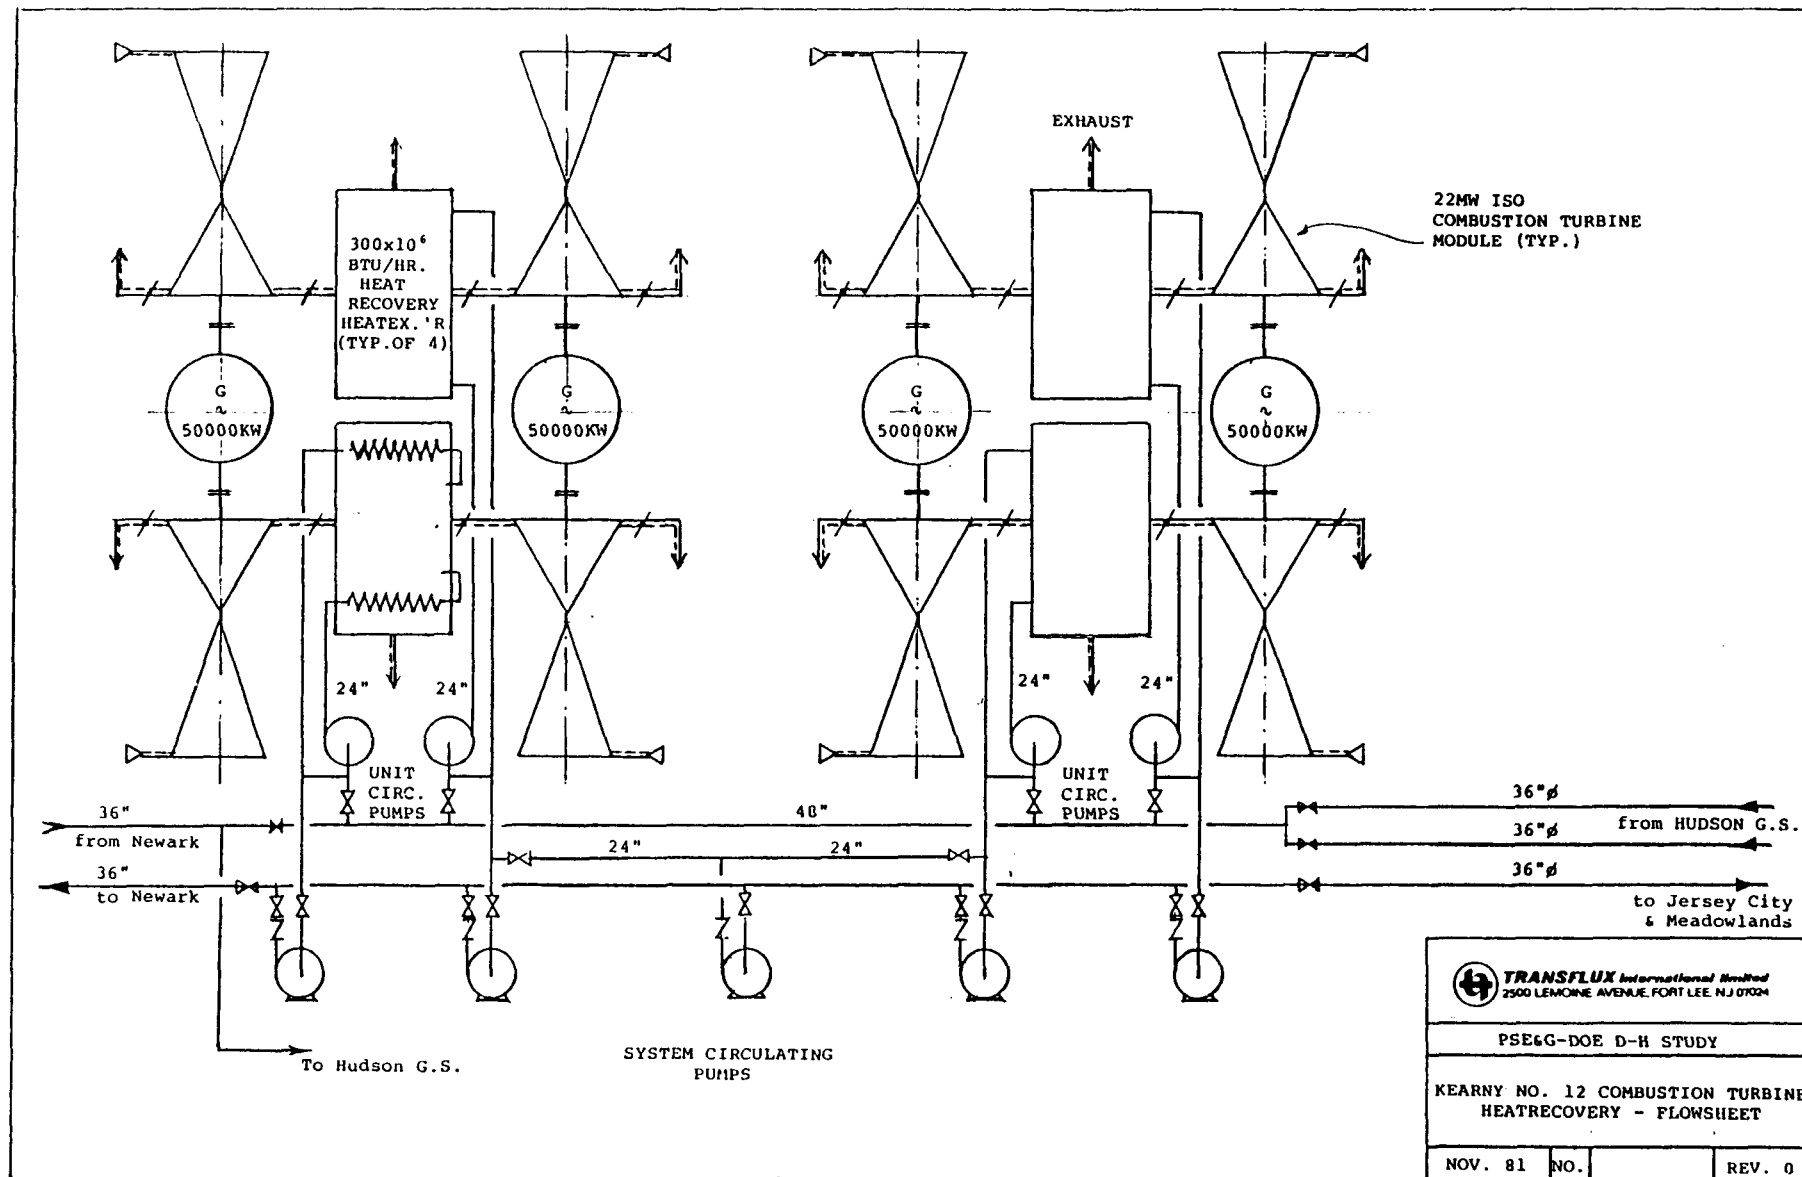 EXHAUST
22MW ISO
COMBUSTION TURBINE
MODULE (TYP.)
300x10⁶
BTU/HR.
HEAT
RECOVERY
HEATEX.'R
(TYP.OF 4)
G
~
50000KW
G
~
50000KW
G
~
50000KW
G
~
50000KW
24"
24"
24"
24"
UNIT
CIRC.
PUMPS
UNIT
CIRC.
PUMPS
36"
from Newark
48"
36"ø
from HUDSON G.S.
36"ø
24"
24"
36"
to Newark
36"ø
to Jersey City
& Meadowlands
To Hudson G.S.
SYSTEM CIRCULATING
PUMPS
TRANSFLUX international limited
2500 LEMOINE AVENUE, FORT LEE, NJ 07024
PSE&G-DOE D-H STUDY
KEARNY NO. 12 COMBUSTION TURBINE
HEATRECOVERY - FLOWSHEET
NOV. 81
NO.
REV. 0